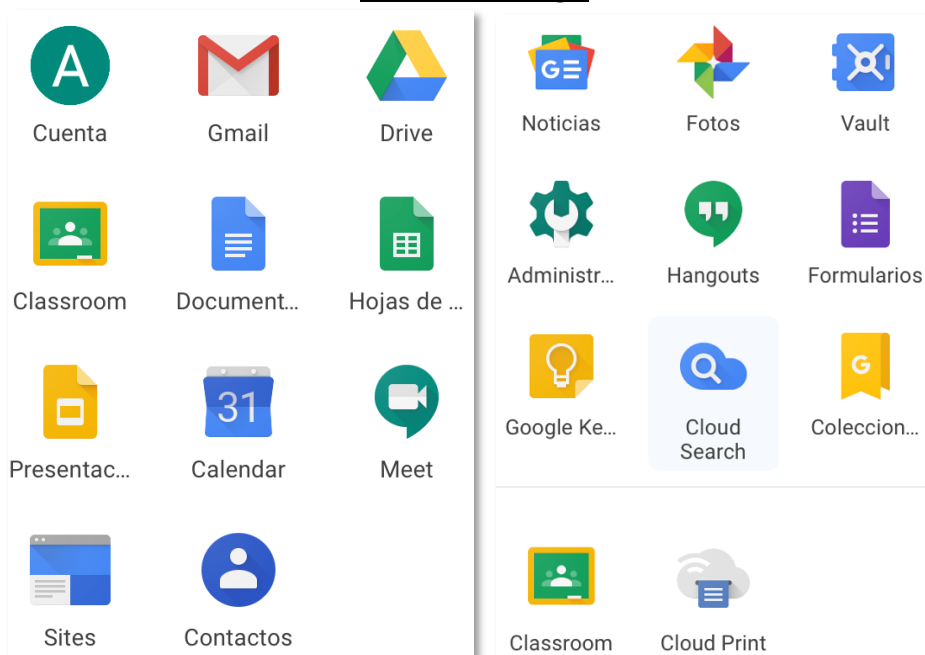 A
Cuenta
Gmail
Drive
Classroom
Document...
Hojas de ...
Presentac...
31
Calendar
Meet
Sites
Contactos
G
Noticias
Fotos
Vault
Administr...
Hangouts
Formularios
Google Ke...
Cloud
Search
G
Coleccion...
Classroom
Cloud Print